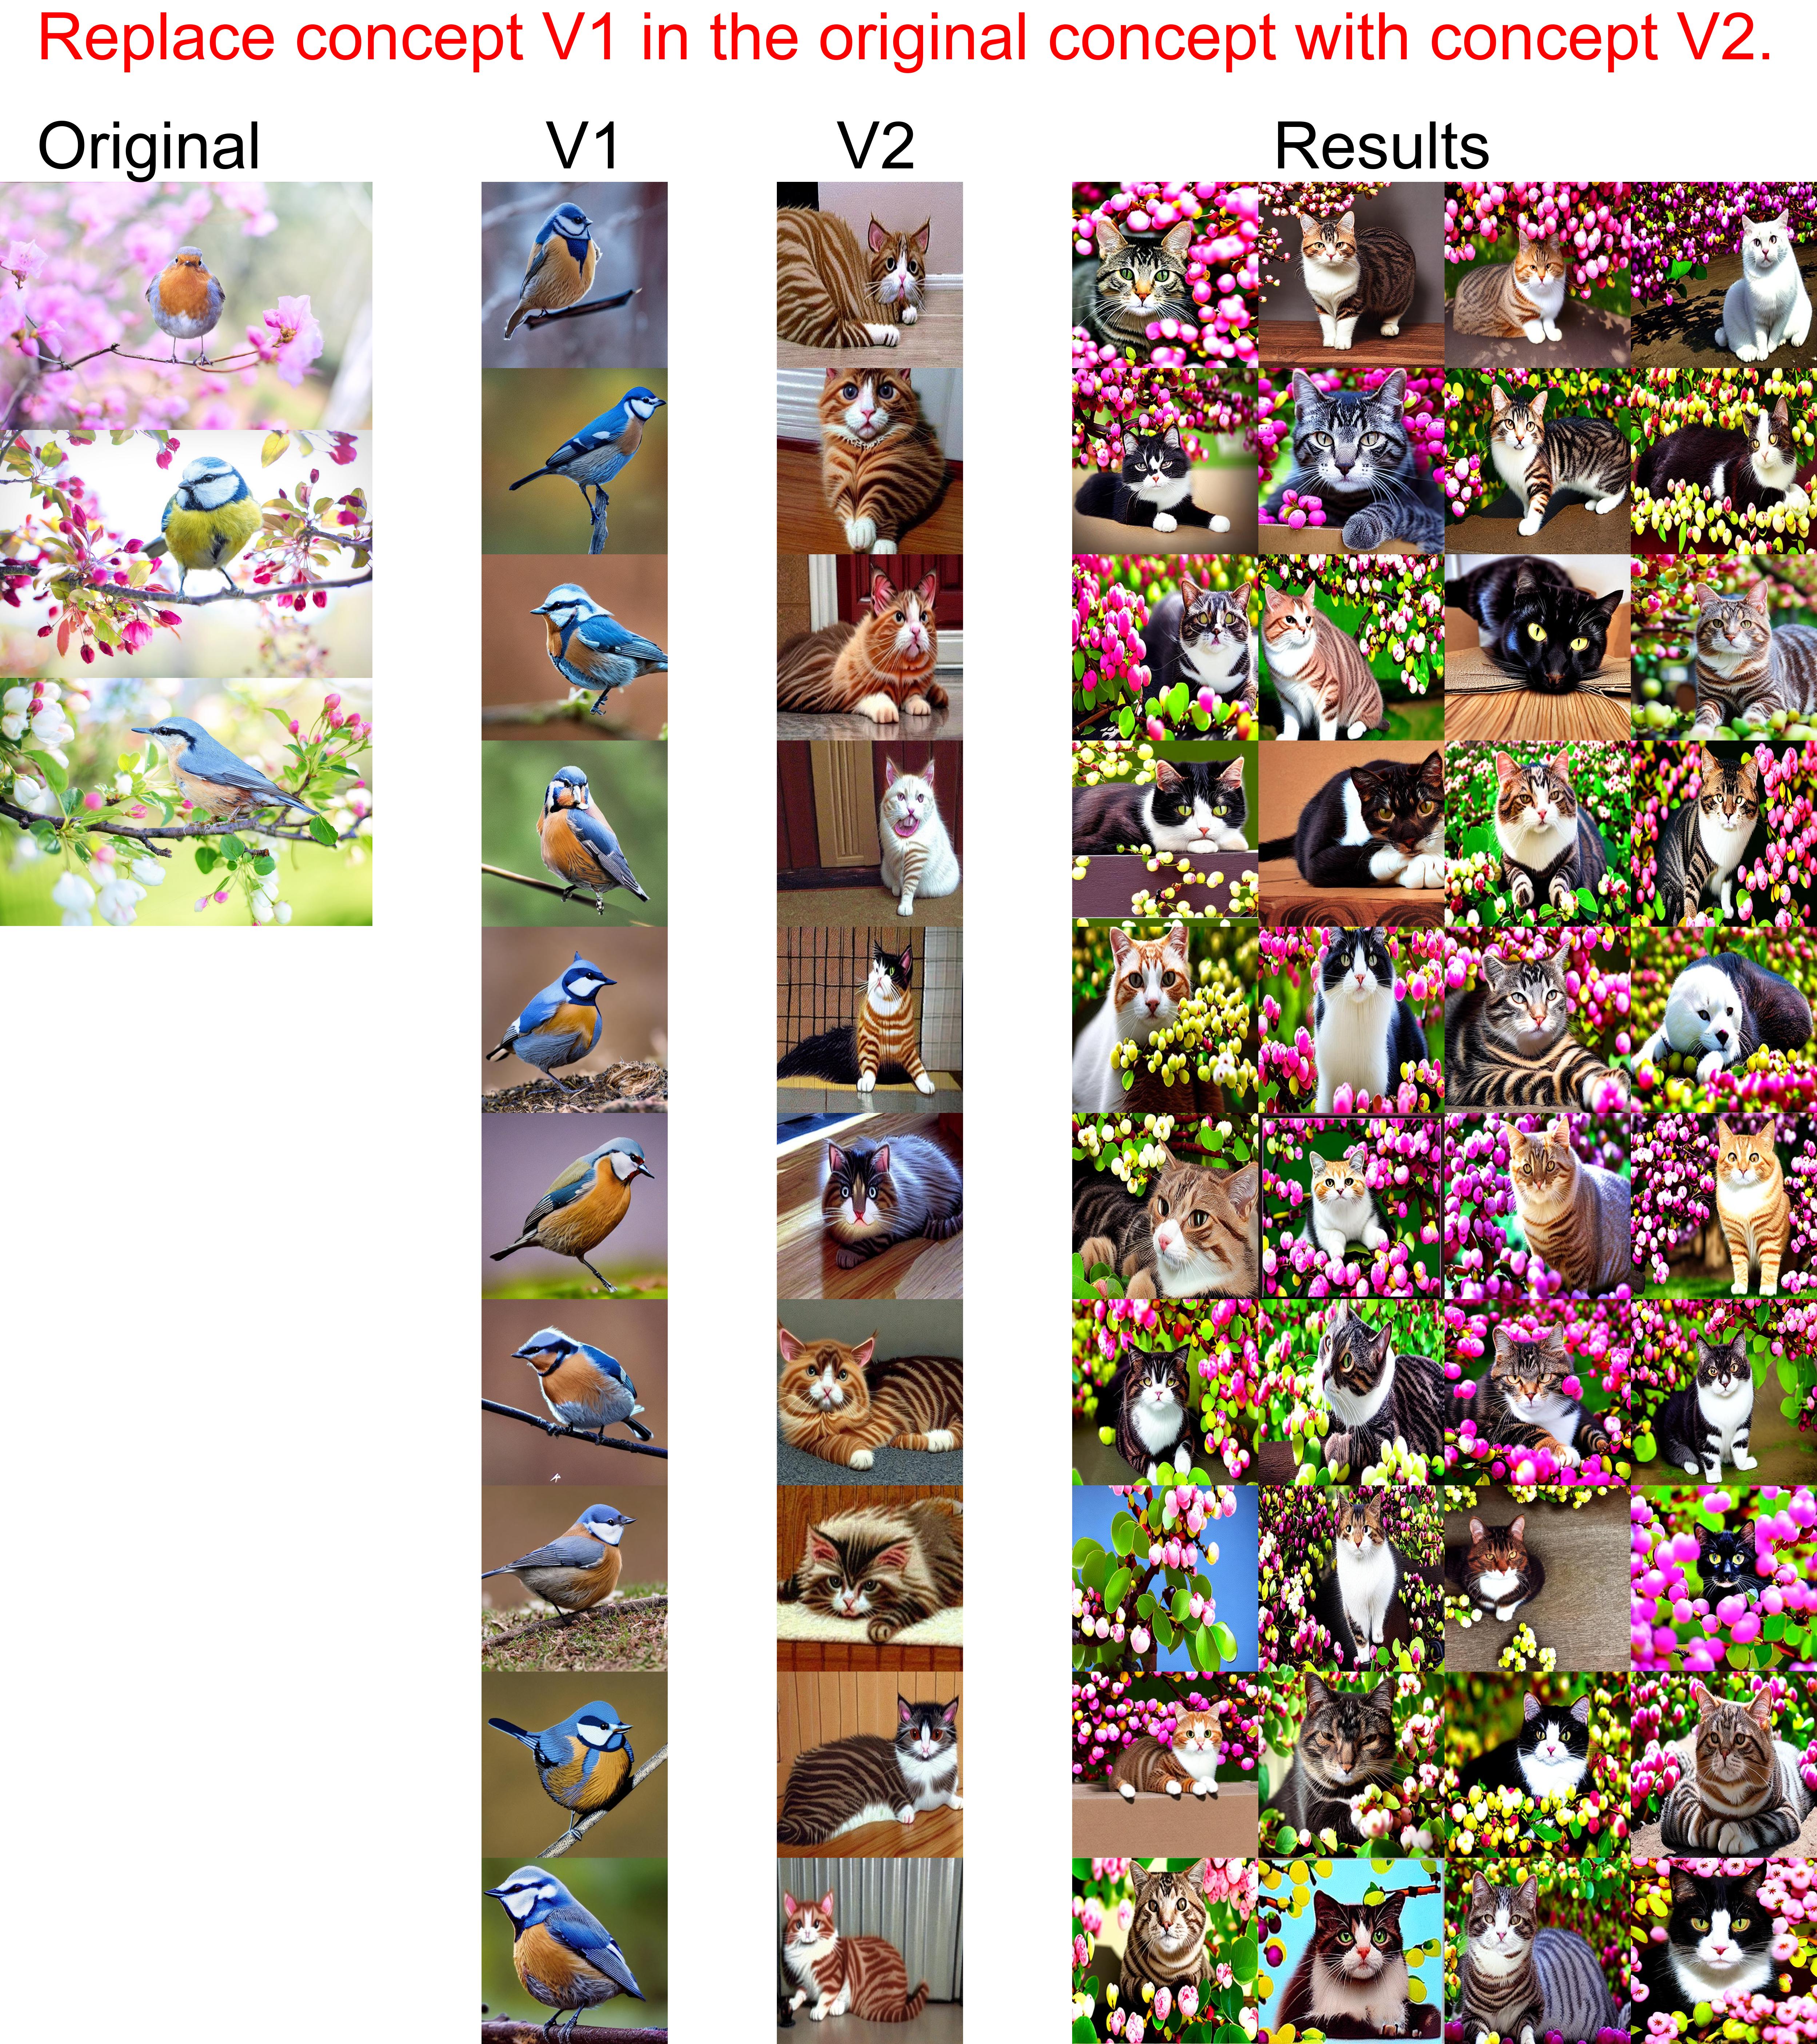 Replace concept V1 in the original concept with concept V2.
Original V1 V2 Results